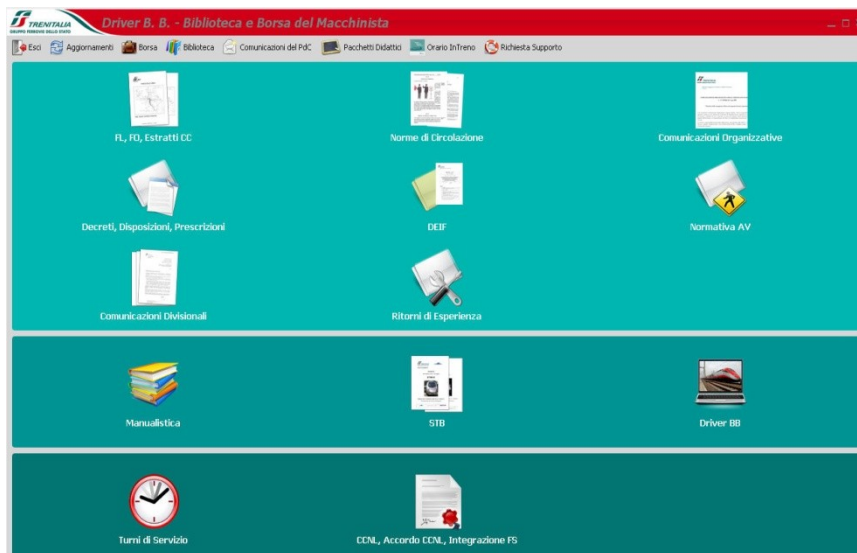 TRENITALIA
GRUPPO FERROVIE DELLO STATO
Driver B. B. - Biblioteca e Borsa del Macchinista
Esci Aggiornamenti Borsa Biblioteca Comunicazioni del PdC Pacchetti Didattici Orario InTreno Richiesta Supporto
FL, FO, Estratti CC Norme di Circolazione Comunicazioni Organizzative
Decreti, Disposizioni, Prescrizioni DEIF Normativa AV
Comunicazioni Divisionali Ritorni di Esperienza
Manualistica STB Driver BB
Turni di Servizio CCNL, Accordo CCNL, Integrazione FS